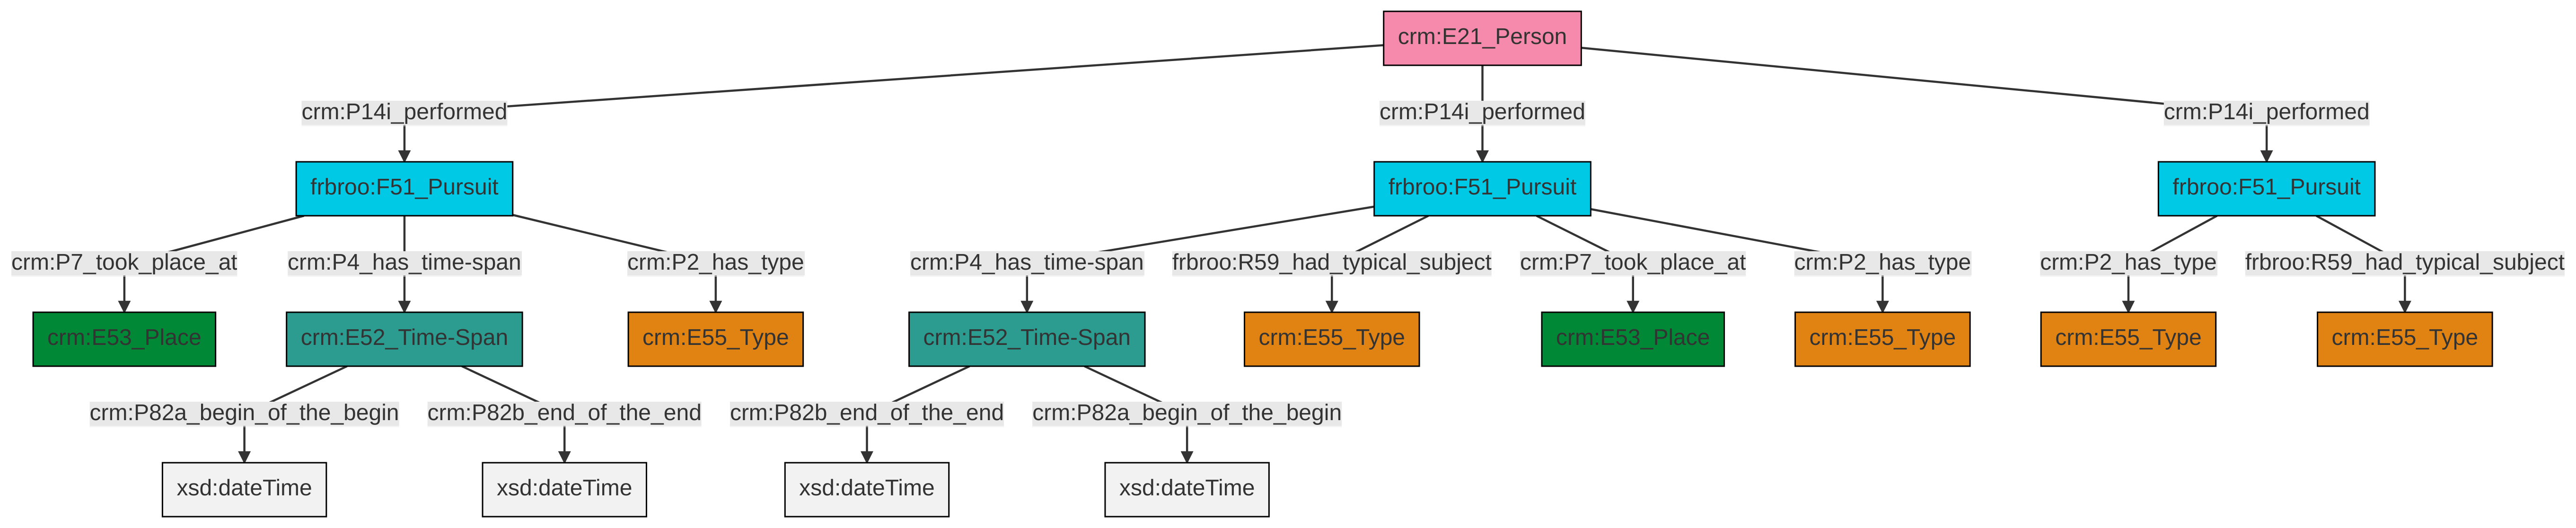 crm:E21_Person
crm:P14i_performed
crm:P14i_performed
crm:P14i_performed
frbroo:F51_Pursuit
frbroo:F51_Pursuit
frbroo:F51_Pursuit
crm:P7_took_place_at
crm:P4_has_time-span
crm:P2_has_type
crm:P4_has_time-span
frbroo:R59_had_typical_subject
crm:P7_took_place_at
crm:P2_has_type
crm:P2_has_type
frbroo:R59_had_typical_subject
crm:E53_Place
crm:E52_Time-Span
crm:E55_Type
crm:E52_Time-Span
crm:E55_Type
crm:E53_Place
crm:E55_Type
crm:E55_Type
crm:E55_Type
crm:P82a_begin_of_the_begin
crm:P82b_end_of_the_end
crm:P82b_end_of_the_end
crm:P82a_begin_of_the_begin
xsd:dateTime
xsd:dateTime
xsd:dateTime
xsd:dateTime